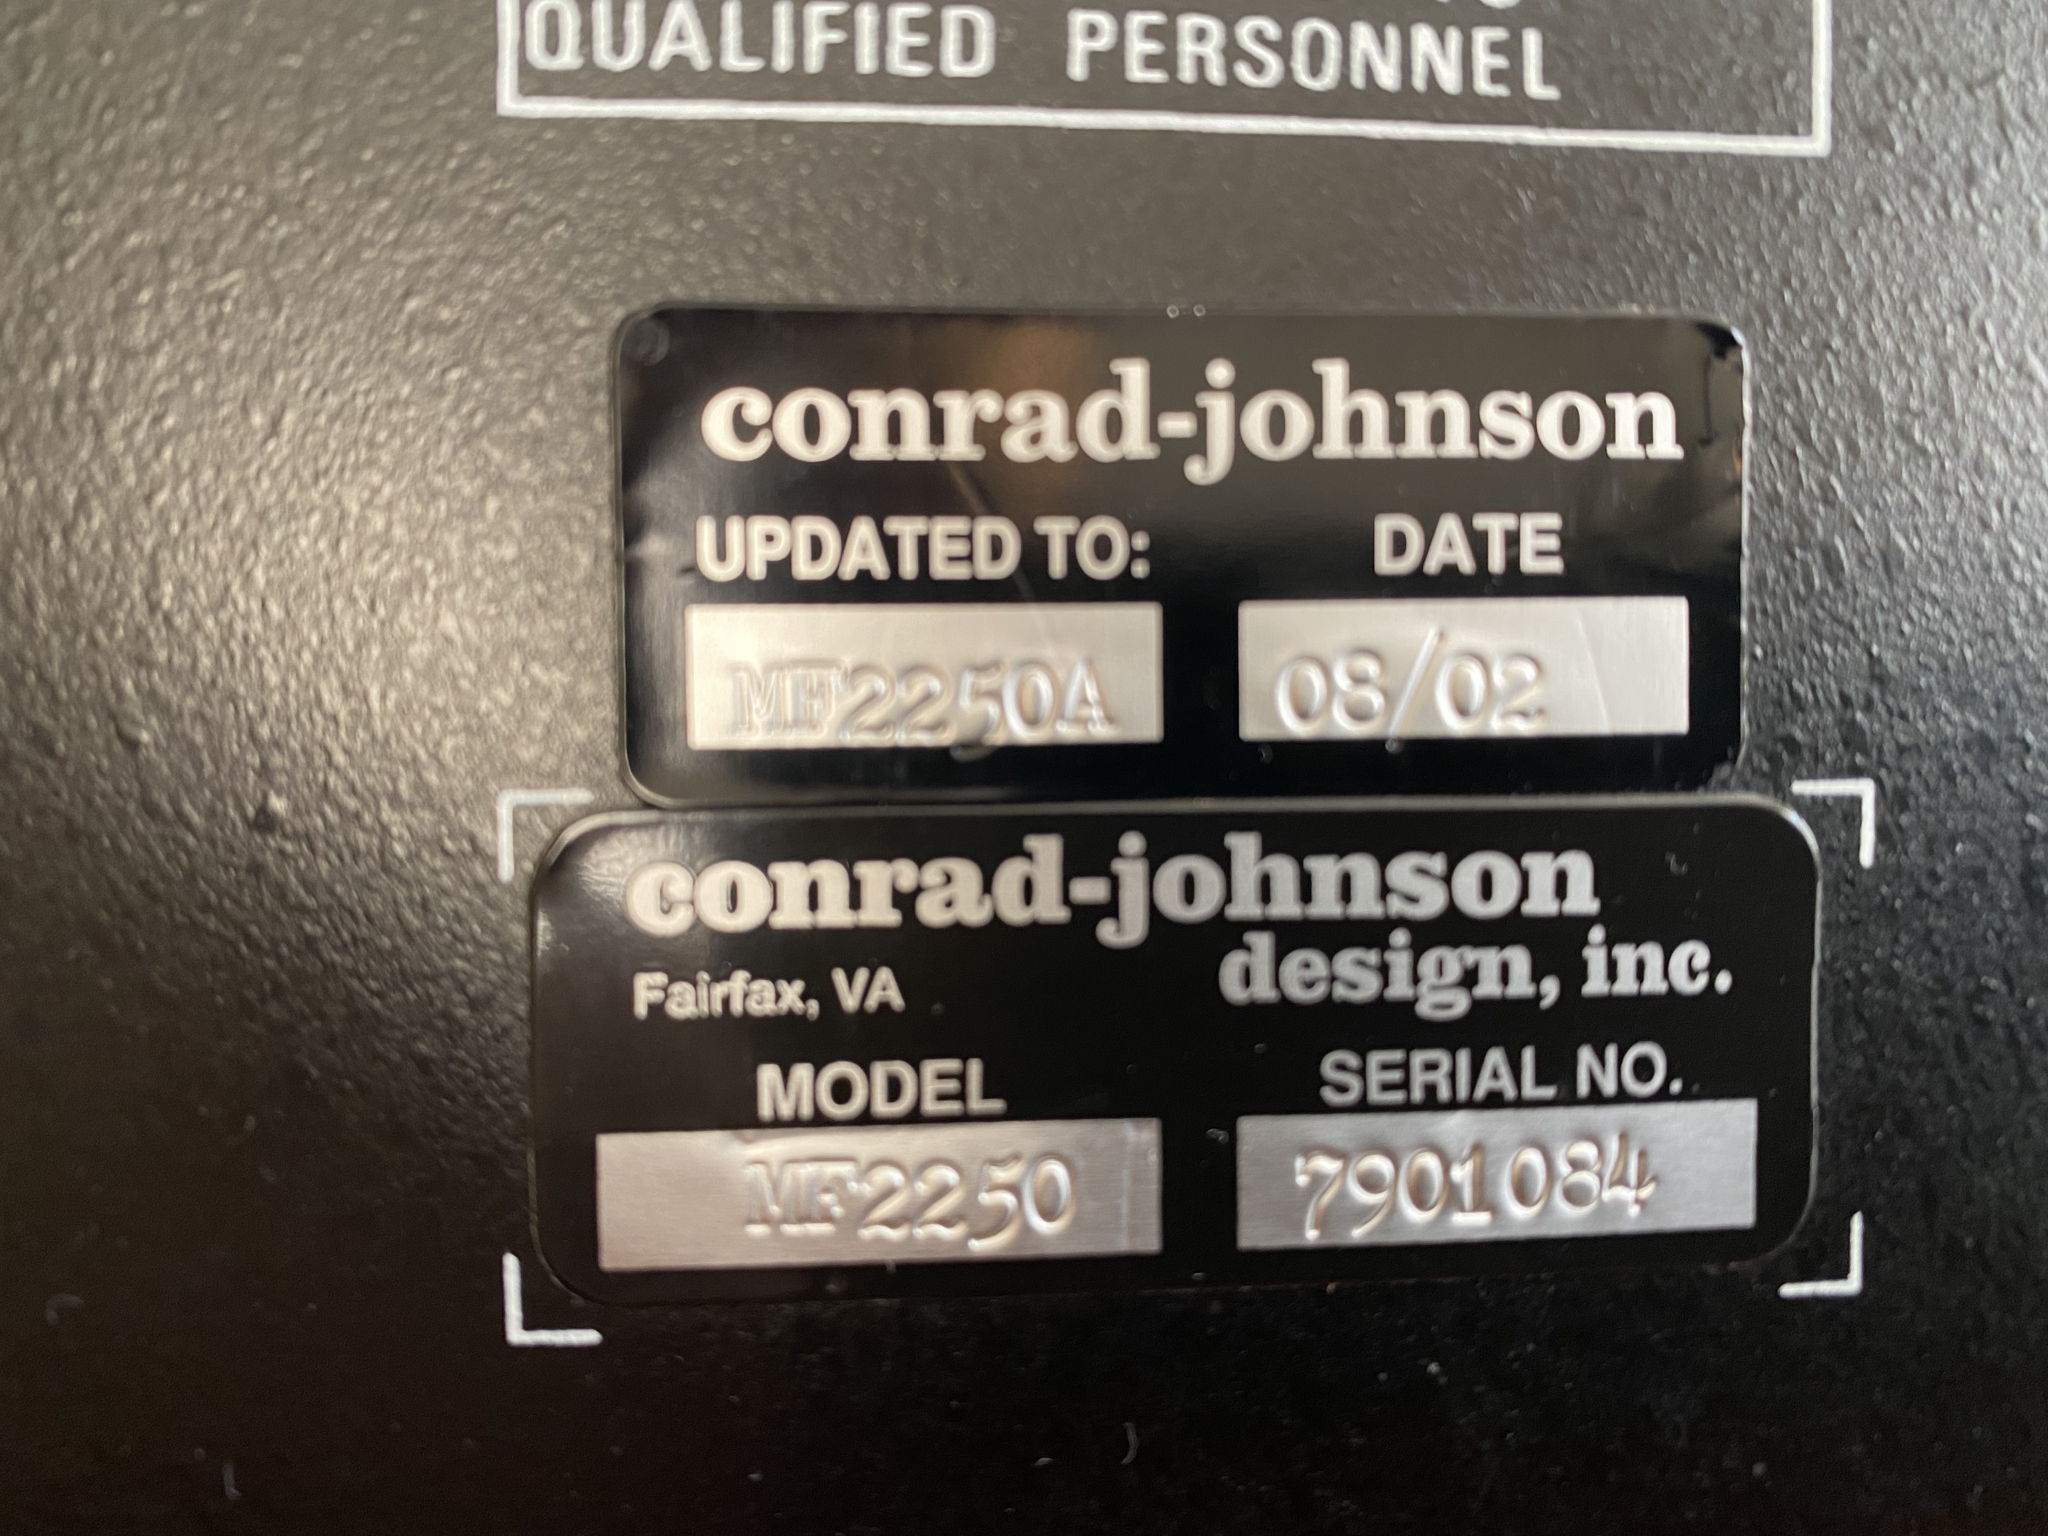 QUALIFIED PERSONNEL
conrad-johnson
UPDATED TO: DATE
MF2250A 08/02
conrad-johnson
design, inc.
Fairfax, VA
MODEL SERIAL NO.
MF2250 7901084